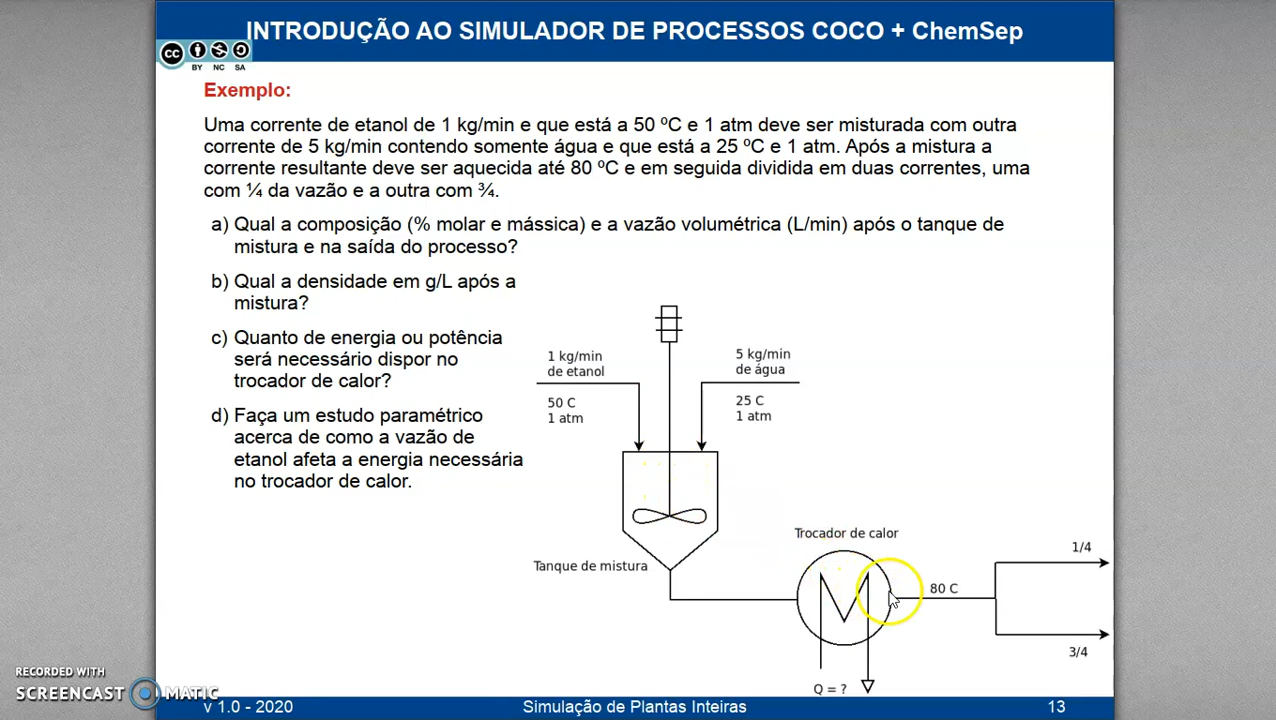 INTRODUÇÃO AO SIMULADOR DE PROCESSOS COCO + ChemSep
CC BY NC SA
Exemplo:
Uma corrente de etanol de 1 kg/min e que está a 50 ºC e 1 atm deve ser misturada com outra
corrente de 5 kg/min contendo somente água e que está a 25 ºC e 1 atm. Após a mistura a
corrente resultante deve ser aquecida até 80 ºC e em seguida dividida em duas correntes, uma
com ¼ da vazão e a outra com ¾.
a) Qual a composição (% molar e mássica) e a vazão volumétrica (L/min) após o tanque de
mistura e na saída do processo?
b) Qual a densidade em g/L após a
mistura?
c) Quanto de energia ou potência
será necessário dispor no
trocador de calor?
d) Faça um estudo paramétrico
acerca de como a vazão de
etanol afeta a energia necessária
no trocador de calor.
1 kg/min
de etanol
50 C
1 atm
5 kg/min
de água
25 C
1 atm
Tanque de mistura
Trocador de calor
Q = ?
80 C
1/4
3/4
RECORDED WITH
SCREENCAST MATIC
v 1.0 - 2020
Simulação de Plantas Inteiras
13